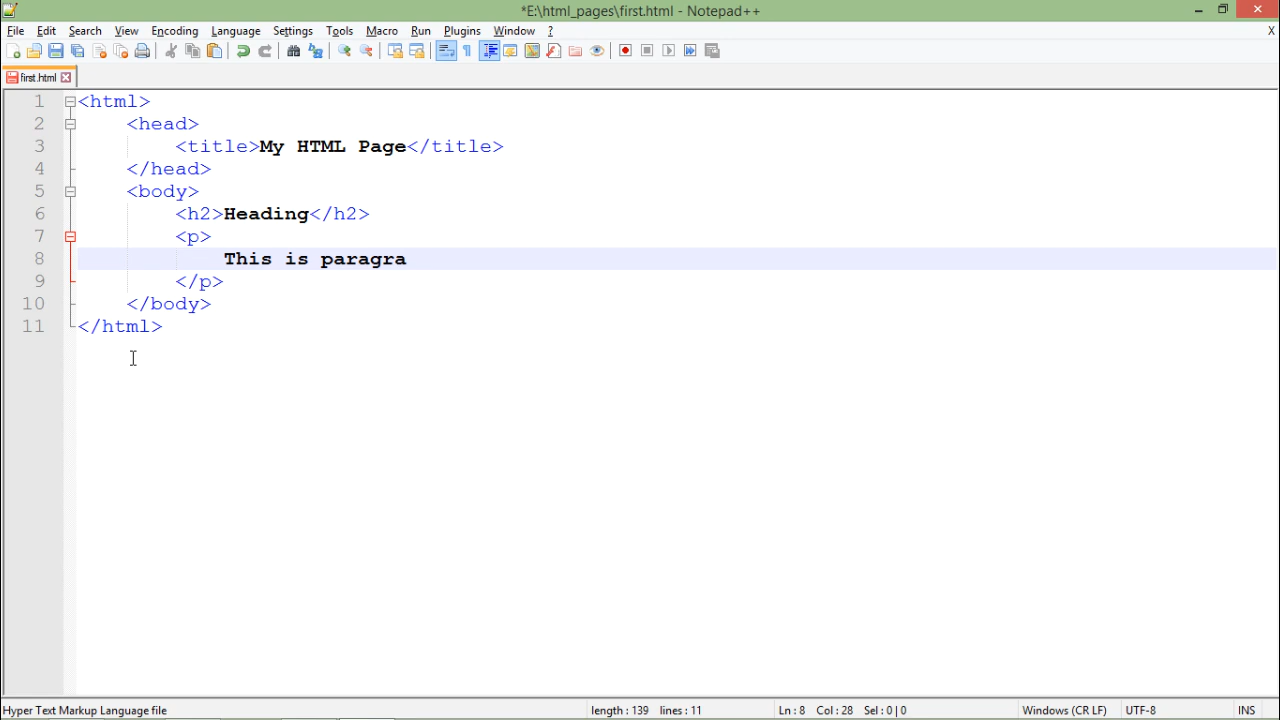 *E:\html_pages\first.html - Notepad++
File Edit Search View Encoding Language Settings Tools Macro Run Plugins Window ? X
first.html
1 <html>
2 <head>
3 <title>My HTML Page</title>
4 </head>
5 <body>
6 <h2>Heading</h2>
7 <p>
8 This is paragra
9 </p>
10 </body>
11 </html>
Hyper Text Markup Language file length : 139 lines : 11 Ln : 8 Col : 28 Sel : 0 | 0 Windows (CR LF) UTF-8 INS